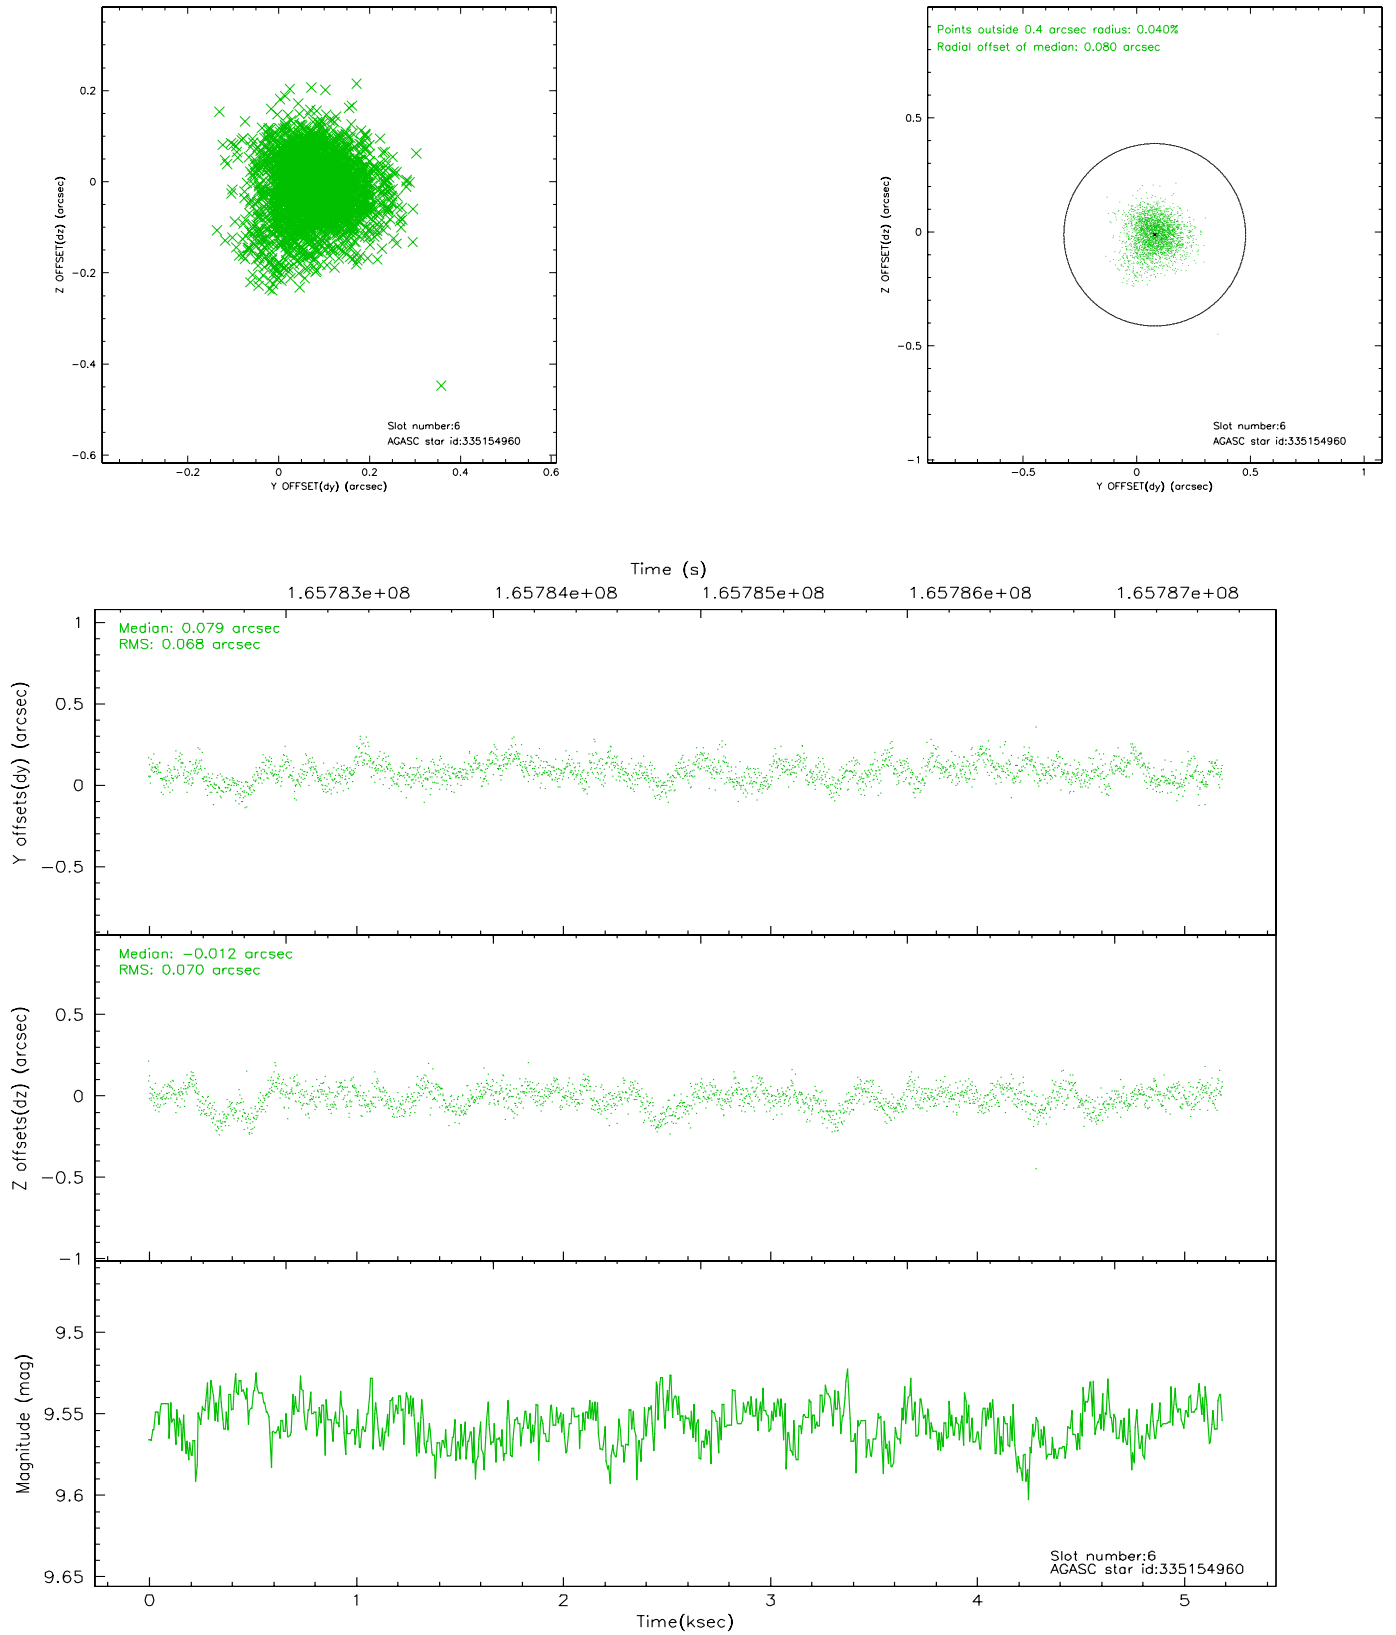 0.2
0
−0.2
−0.4
−0.6
Z OFFSET(dz) (arcsec)
Slot number:6
AGASC star id:335154960
−0.2 0 0.2 0.4 0.6
Y OFFSET(dy) (arcsec)
Points outside 0.4 arcsec radius: 0.040%
Radial offset of median: 0.080 arcsec
0.5
0
−0.5
−1
Z OFFSET(dz) (arcsec)
Slot number:6
AGASC star id:335154960
−0.5 0 0.5 1
Y OFFSET(dy) (arcsec)
Time (s)
1.65783e+08 1.65784e+08 1.65785e+08 1.65786e+08 1.65787e+08
Median: 0.079 arcsec
RMS: 0.068 arcsec
1
0.5
0
−0.5
Y offsets(dy) (arcsec)
Median: −0.012 arcsec
RMS: 0.070 arcsec
0.5
0
−0.5
−1
Z offsets(dz) (arcsec)
9.5
9.55
9.6
9.65
Magnitude (mag)
Slot number:6
AGASC star id:335154960
0 1 2 3 4 5
Time(ksec)